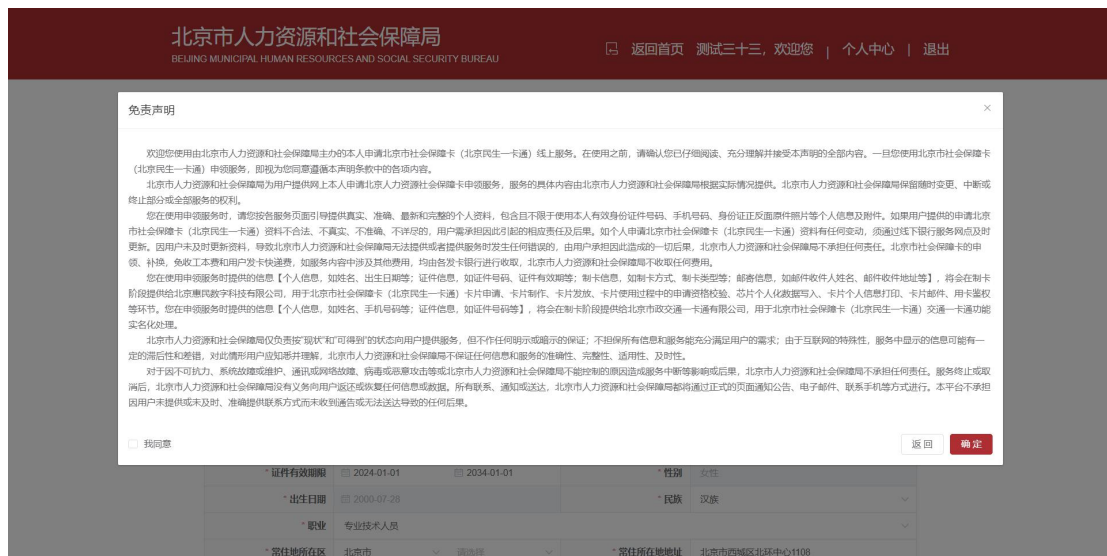 北京市人力资源和社会保障局
BEIJING MUNICIPAL HUMAN RESOURCES AND SOCIAL SECURITY BUREAU
返回首页 测试三十三，欢迎您 | 个人中心 | 退出
免责声明
欢迎您使用由北京市人力资源和社会保障局主办的本人申请北京市社会保障卡（北京民生一卡通）线上服务。在使用之前，请确认您已仔细阅读、充分理解并接受本声明的全部内容。一旦您使用北京市社会保障卡
（北京民生一卡通）申领服务，即视为您同意遵循本声明条款中的各项内容。
北京市人力资源和社会保障局为用户提供网上本人申请北京人力资源社会保障卡申领服务，服务的具体内容由北京市人力资源和社会保障局根据实际情况提供。北京市人力资源和社会保障局保留随时变更、中断或
终止部分或全部服务的权利。
您在使用申领服务时，请您按各服务页面引导提供真实、准确、最新和完整的个人资料，包含且不限于使用本人有效身份证件号码、手机号码、身份证正反面原件照片等个人信息及附件。如果用户提供的申请北京
市社会保障卡（北京民生一卡通）资料不合法、不真实、不准确、不详尽的，用户需承担因此引起的相应责任及后果。如个人申请北京市社会保障卡（北京民生一卡通）资料有任何变动，须通过线下银行服务网点及时
更新。因用户未及时更新资料，导致北京市人力资源和社会保障局无法提供或者提供服务时发生任何错误的，由用户承担因此造成的一切后果，北京市人力资源和社会保障局不承担任何责任。北京市社会保障卡的申
领、补换，免收工本费和用户发卡快递费，如服务内容中涉及其他费用，均由各发卡银行进行收取，北京市人力资源和社会保障局不收取任何费用。
您在使用申领服务时提供的信息【个人信息，如姓名、出生日期等；证件信息，如证件号码、证件有效期等；制卡信息，如制卡方式，制卡类型等；邮寄信息，如邮件收件人姓名、邮件收件地址等】，将会在制卡
阶段提供给北京惠民数字科技有限公司，用于北京市社会保障卡（北京民生一卡通）卡片申请、卡片制作、卡片发放、卡片使用过程中的申请资格校验、芯片个人化数据写入、卡片个人信息打印、卡片邮件、用卡鉴权
等环节。您在申领服务时提供的信息【个人信息，如姓名、手机号码等；证件信息，如证件号码等】，将会在制卡阶段提供给北京市政交通一卡通有限公司，用于北京市社会保障卡（北京民生一卡通）交通一卡通功能
实名化处理。
北京市人力资源和社会保障局仅负责按"现状"和"可得到"的状态向用户提供服务，但不作任何明示或暗示的保证；不担保所有信息和服务能充分满足用户的需求；由于互联网的特殊性，服务中显示的信息可能有一
定的滞后性和差错，对此情形用户应知悉并理解，北京市人力资源和社会保障局不保证任何信息和服务的准确性、完整性、适用性、及时性。
对于因不可抗力、系统故障或维护、通讯或网络故障、病毒或恶意攻击等或北京市人力资源和社会保障局不能控制的原因造成服务中断等影响或后果，北京市人力资源和社会保障局不承担任何责任。服务终止或取
消后，北京市人力资源和社会保障局没有义务向用户返还或恢复任何信息或数据。所有联系、通知或送达，北京市人力资源和社会保障局都将通过正式的页面通知公告、电子邮件、联系手机等方式进行。本平台不承担
因用户未提供或未及时、准确提供联系方式而未收到通告或无法送达导致的任何后果。
我同意
返回 确定
*证件有效期限 2024-01-01 2034-01-01 *性别 女性
*出生日期 2000-07-28 *民族 汉族
*职业 专业技术人员
*常住地所在区 北京市 请选择 *常住所在地地址 北京市西城区北环中心1108